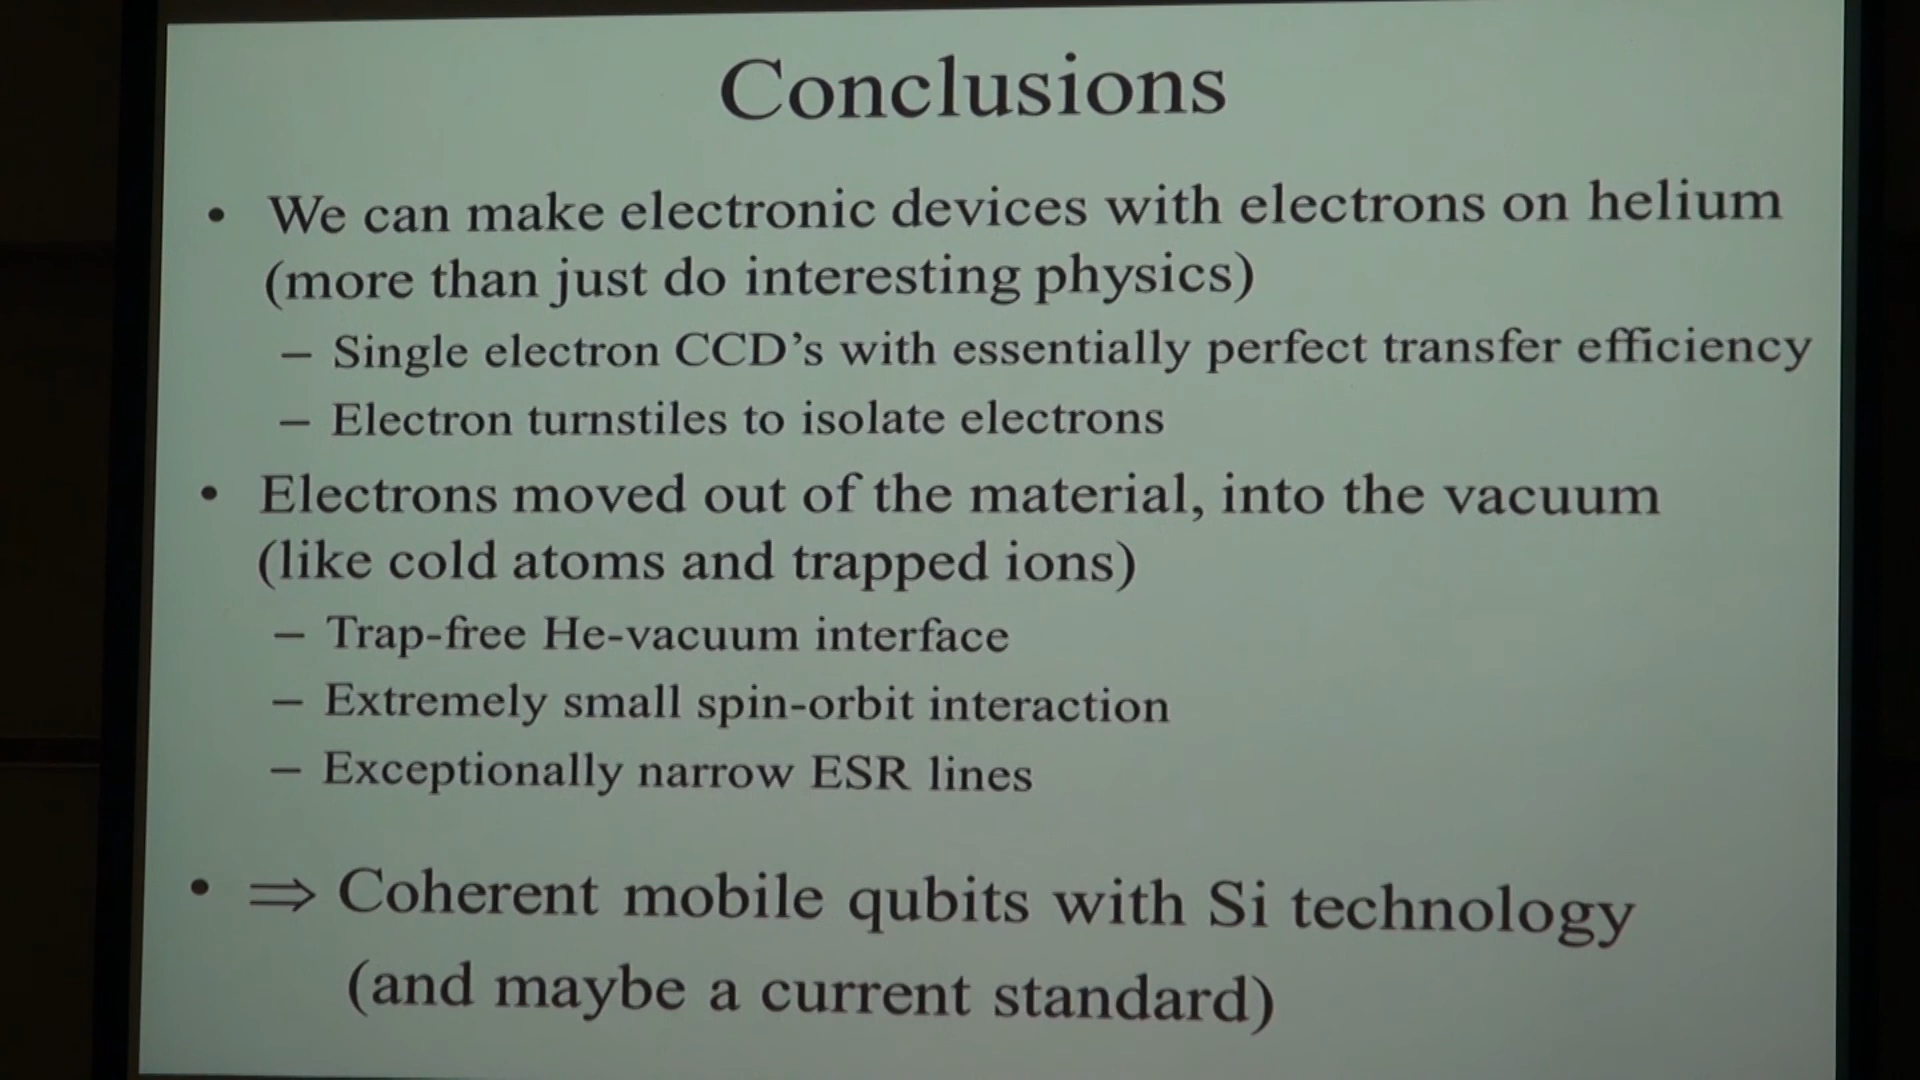 Conclusions
• We can make electronic devices with electrons on helium
(more than just do interesting physics)
– Single electron CCD’s with essentially perfect transfer efficiency
– Electron turnstiles to isolate electrons
• Electrons moved out of the material, into the vacuum
(like cold atoms and trapped ions)
– Trap-free He-vacuum interface
– Extremely small spin-orbit interaction
– Exceptionally narrow ESR lines
• ⇒ Coherent mobile qubits with Si technology
(and maybe a current standard)